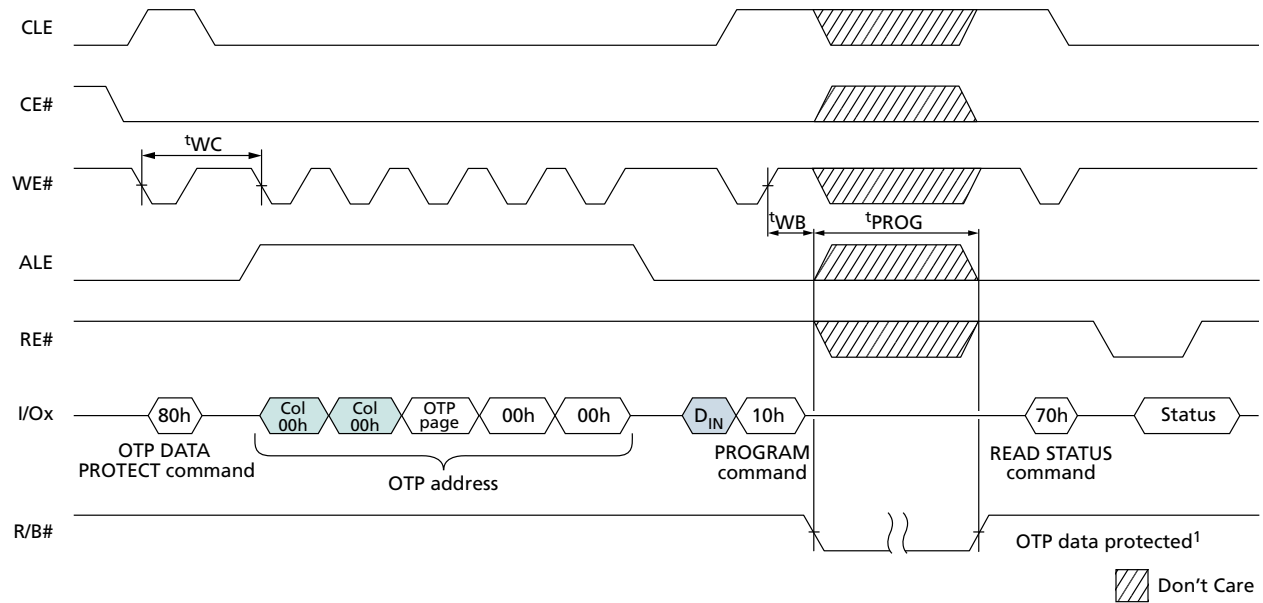 CLE
CE#
tWC
WE#
tWB
tPROG
ALE
RE#
I/Ox
80h
Col
00h
Col
00h
OTP
page
00h
00h
DIN
10h
70h
Status
OTP DATA
PROTECT command
OTP address
PROGRAM
command
READ STATUS
command
R/B#
OTP data protected1
Don't Care